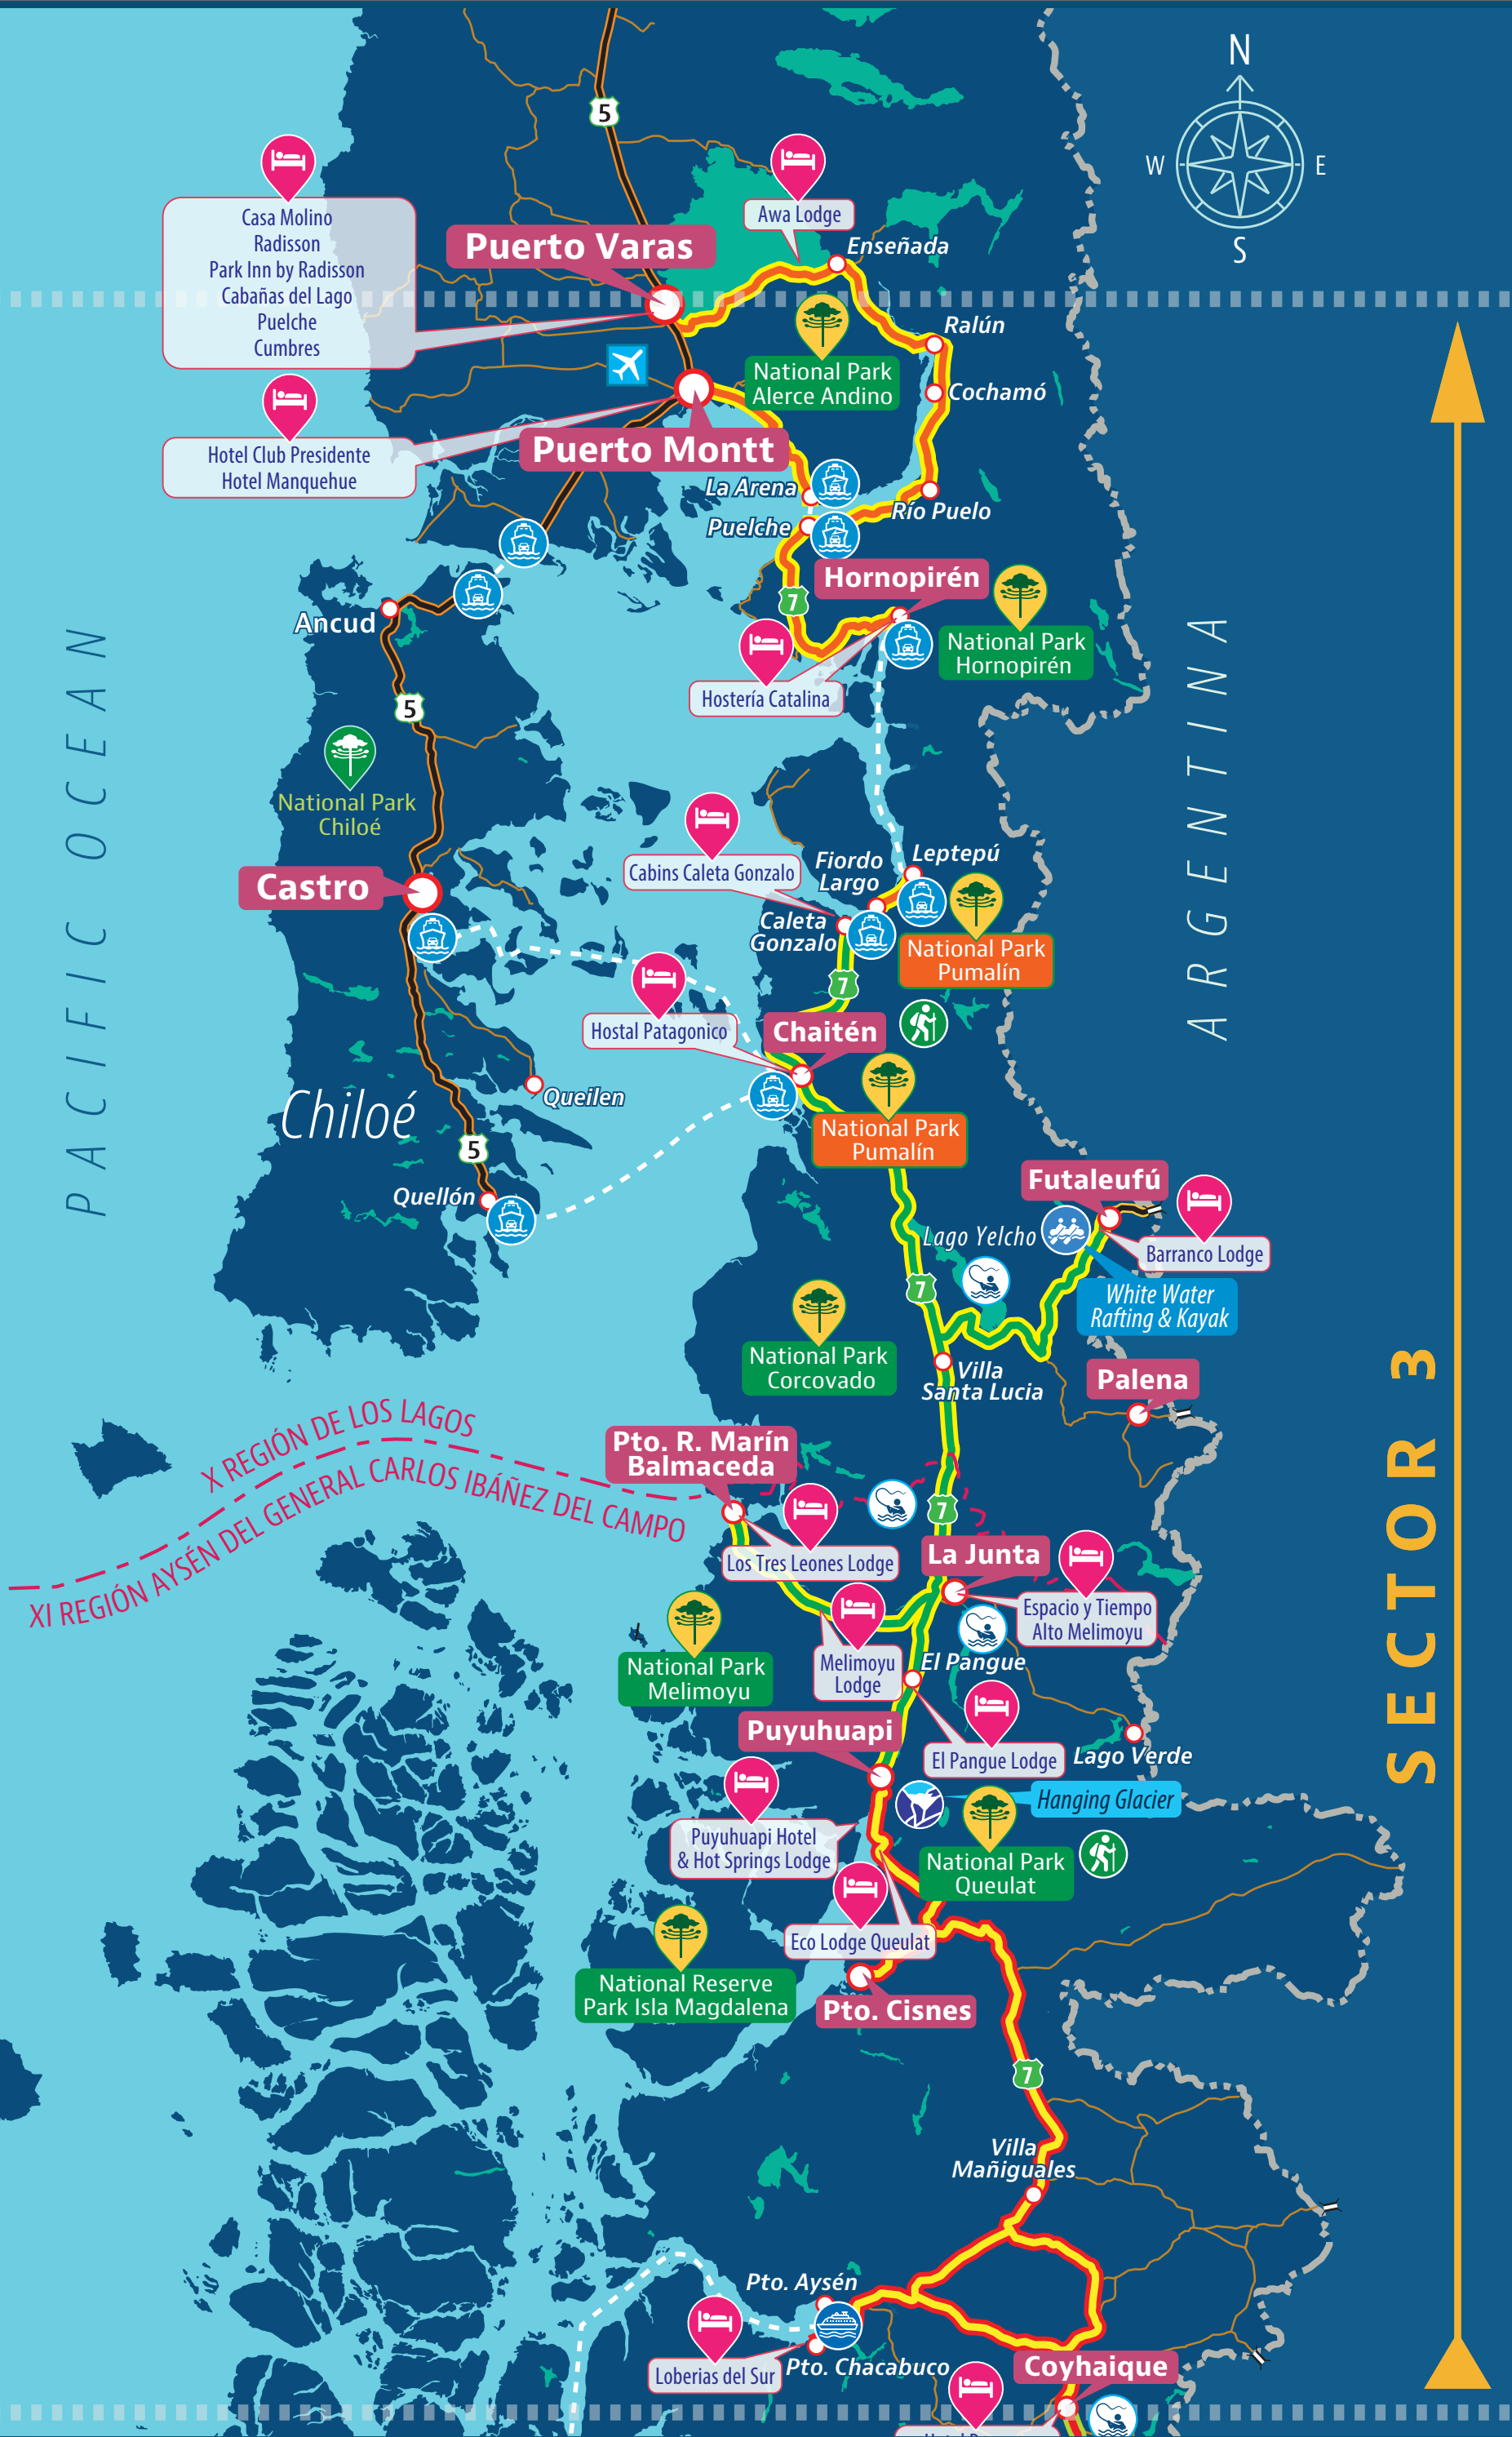 N
W
E
S
5
Casa Molino
Radisson
Park Inn by Radisson
Cabañas del Lago
Puelche
Cumbres
Puerto Varas
Awa Lodge
Enseñada
Ralún
National Park
Alerce Andino
Cochamó
Hotel Club Presidente
Hotel Manquehue
Puerto Montt
La Arena
Río Puelo
Puelche
Hornopirén
7
Ancud
National Park
Hornopirén
Hostería Catalina
PACIFIC OCEAN
ARGENTINA
5
National Park
Chiloé
Cabins Caleta Gonzalo
Fiordo
Largo
Leptepú
Castro
Caleta
Gonzalo
National Park
Pumalín
7
Hostal Patagonico
Chaitén
Queilen
Chiloé
National Park
Pumalín
5
Quellón
Futaleufú
Lago Yelcho
Barranco Lodge
7
White Water
Rafting & Kayak
National Park
Corcovado
Villa
Santa Lucia
Palena
SECTOR 3
X REGIÓN DE LOS LAGOS
XI REGIÓN AYSÉN DEL GENERAL CARLOS IBÁÑEZ DEL CAMPO
Pto. R. Marín
Balmaceda
7
Los Tres Leones Lodge
La Junta
Espacio y Tiempo
Alto Melimoyu
National Park
Melimoyu
Melimoyu
Lodge
El Pangue
Puyuhuapi
El Pangue Lodge
Lago Verde
Hanging Glacier
Puyuhuapi Hotel
& Hot Springs Lodge
National Park
Queulat
Eco Lodge Queulat
National Reserve
Park Isla Magdalena
Pto. Cisnes
7
Villa
Mañiguales
Pto. Aysén
Loberias del Sur
Pto. Chacabuco
Coyhaique